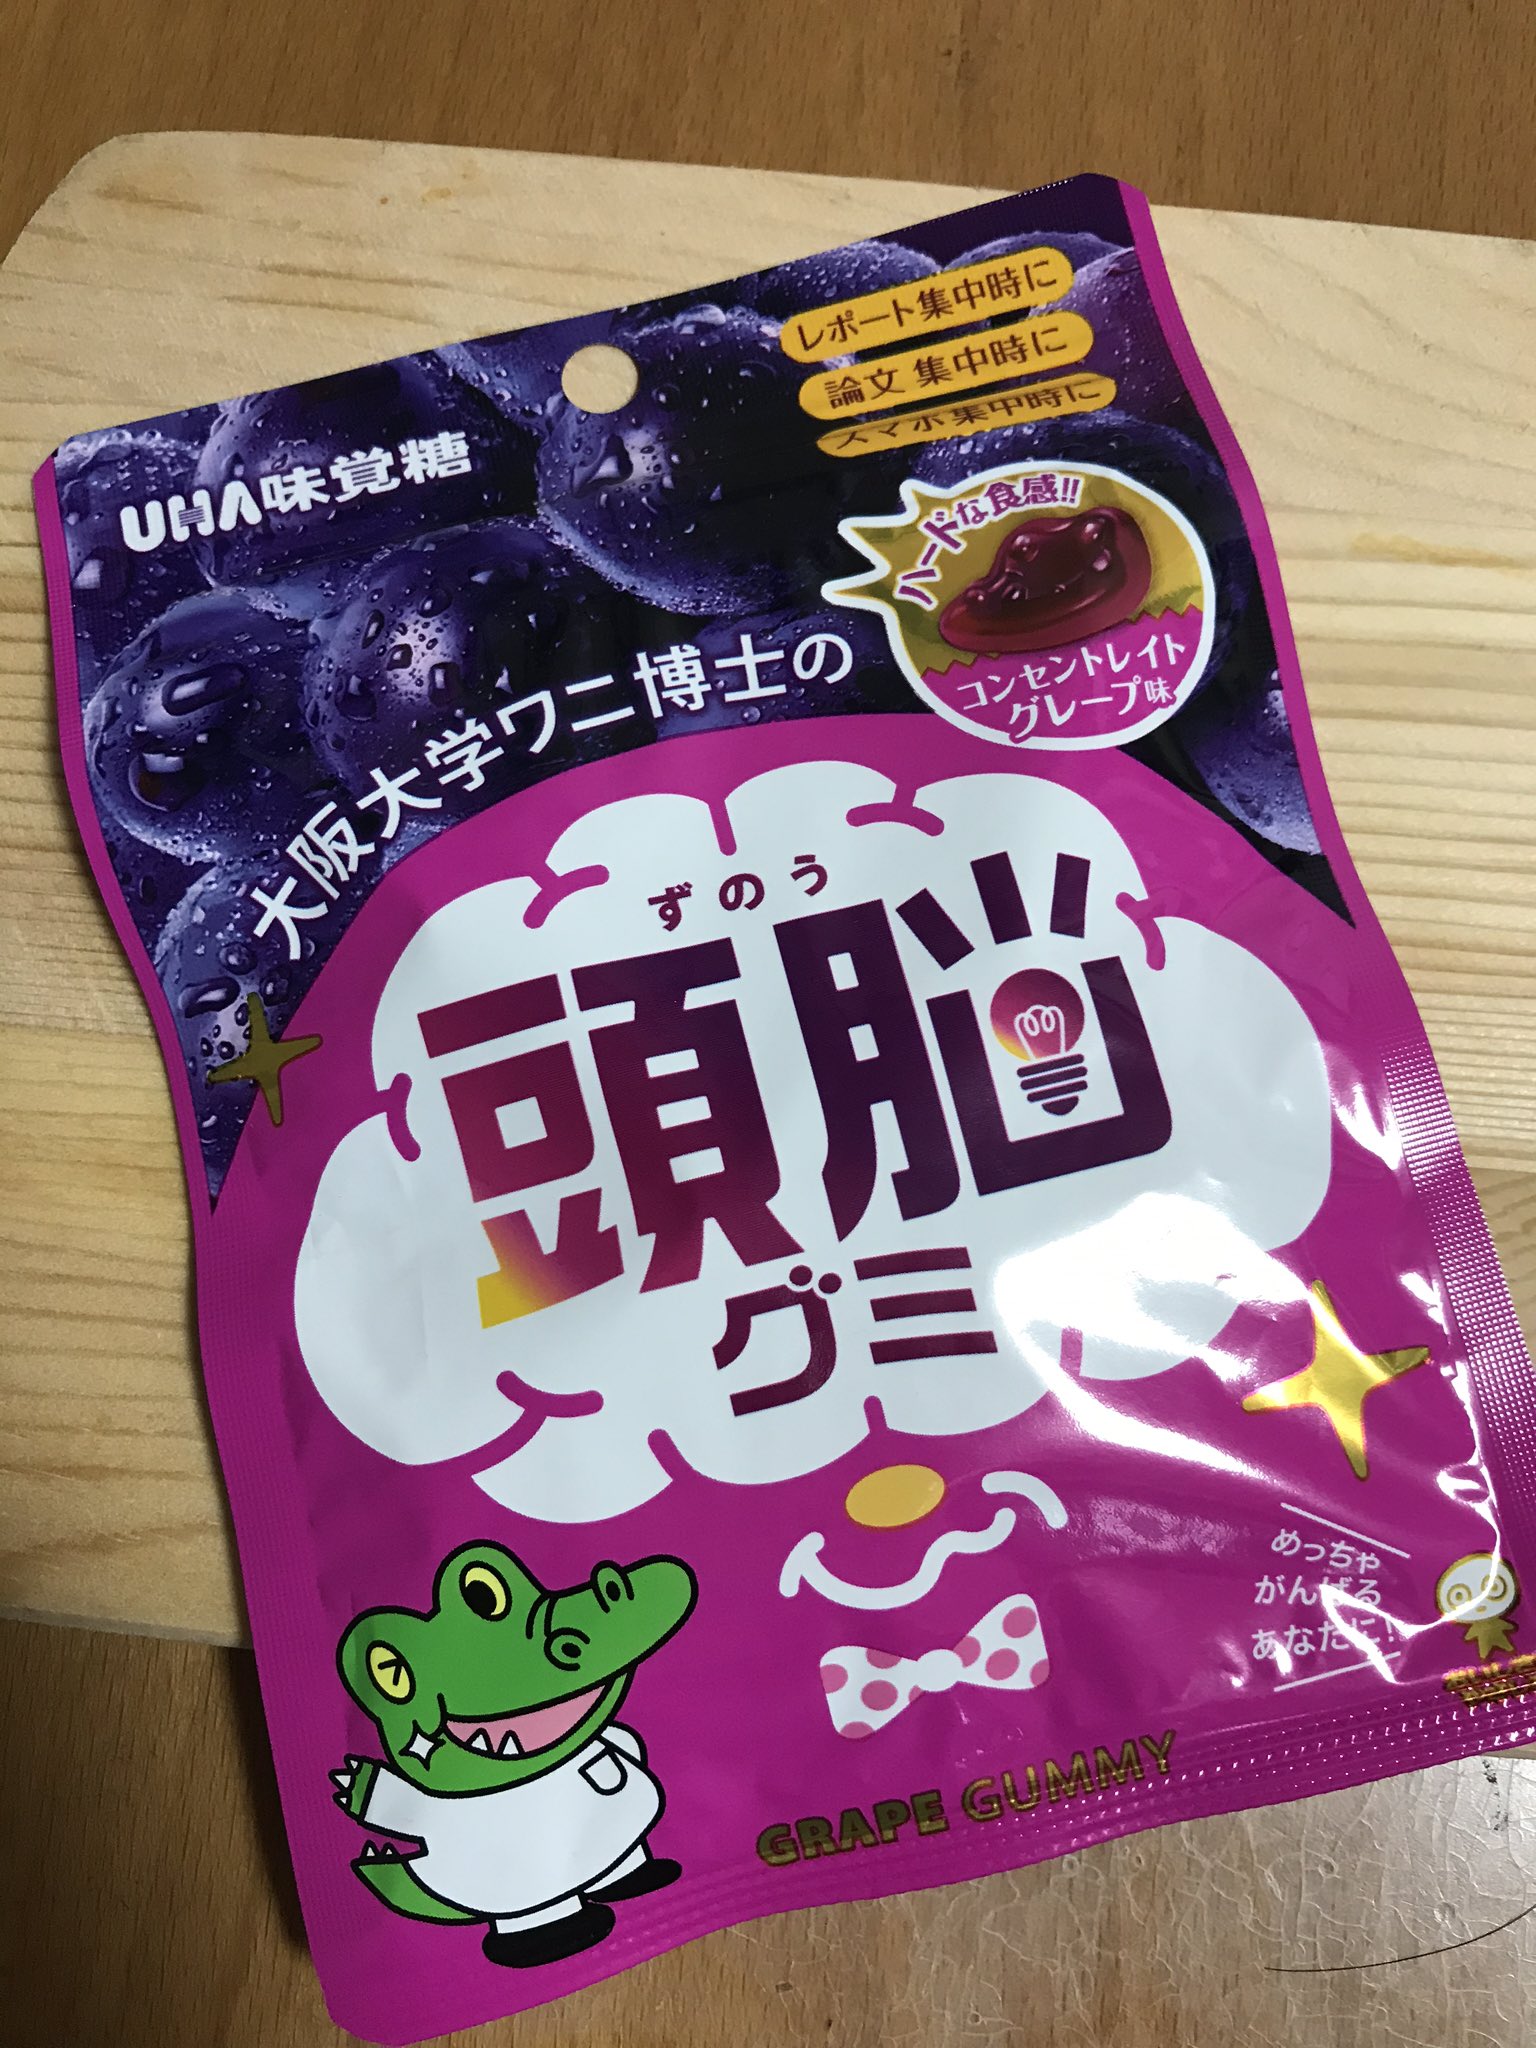 レポート集中時に
論文 集中時に
スマホ集中時に
UHA味覚糖
ハードな食感!!
コンセントレイト
グレープ味
大阪大学ワニ博士の
ずのう
頭脳
グミ
めっちゃ
がんばる
あなたに!
GRAPE GUMMY